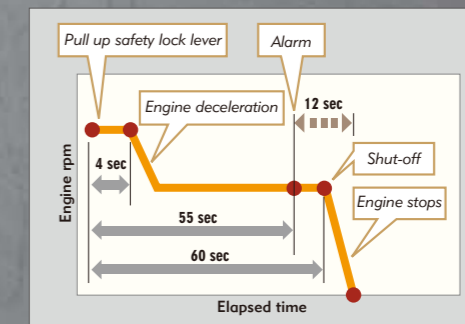 Pull up safety lock lever
Alarm
Engine deceleration
12 sec
4 sec
Shut-off
Engine stops
55 sec
60 sec
Engine rpm
Elapsed time